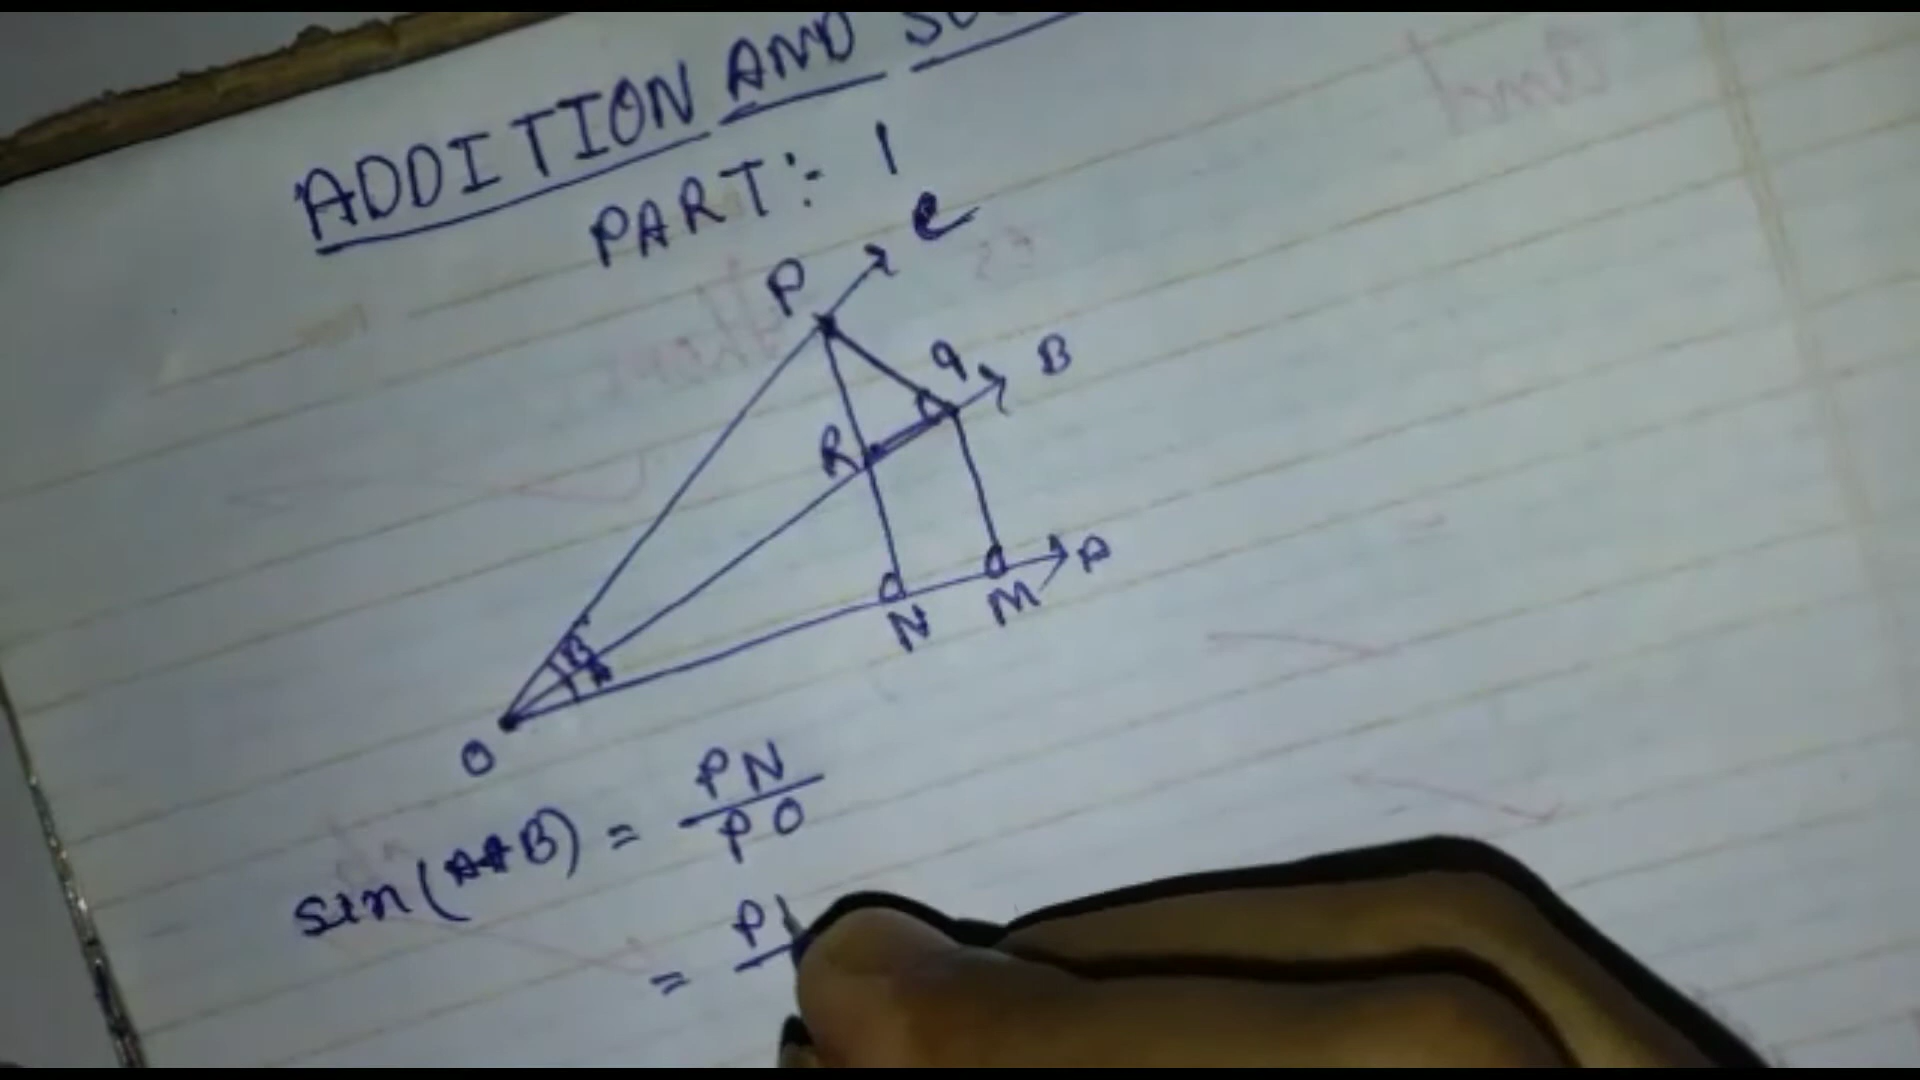 ADDITION AND
PART:- 1
P C
q B
R
N M A
B
A
O
sin(A+B) = PN/PO
= P